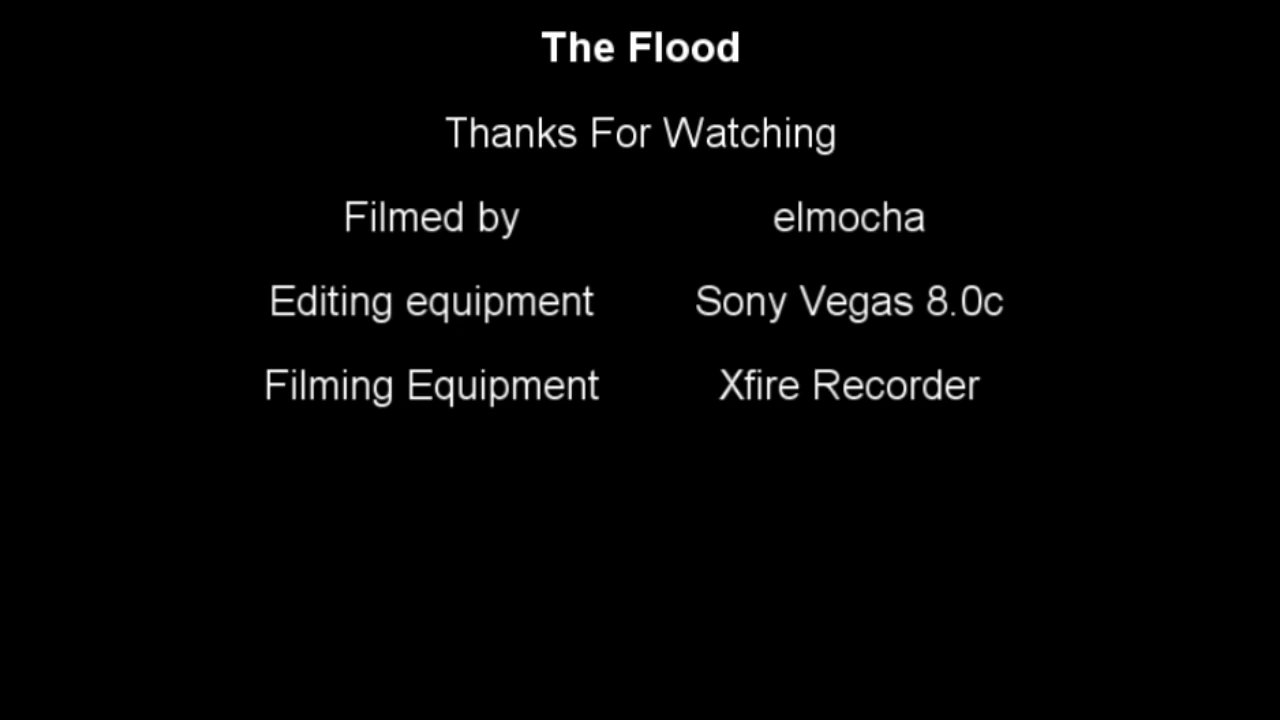 The Flood
Thanks For Watching
Filmed by elmocha
Editing equipment Sony Vegas 8.0c
Filming Equipment Xfire Recorder